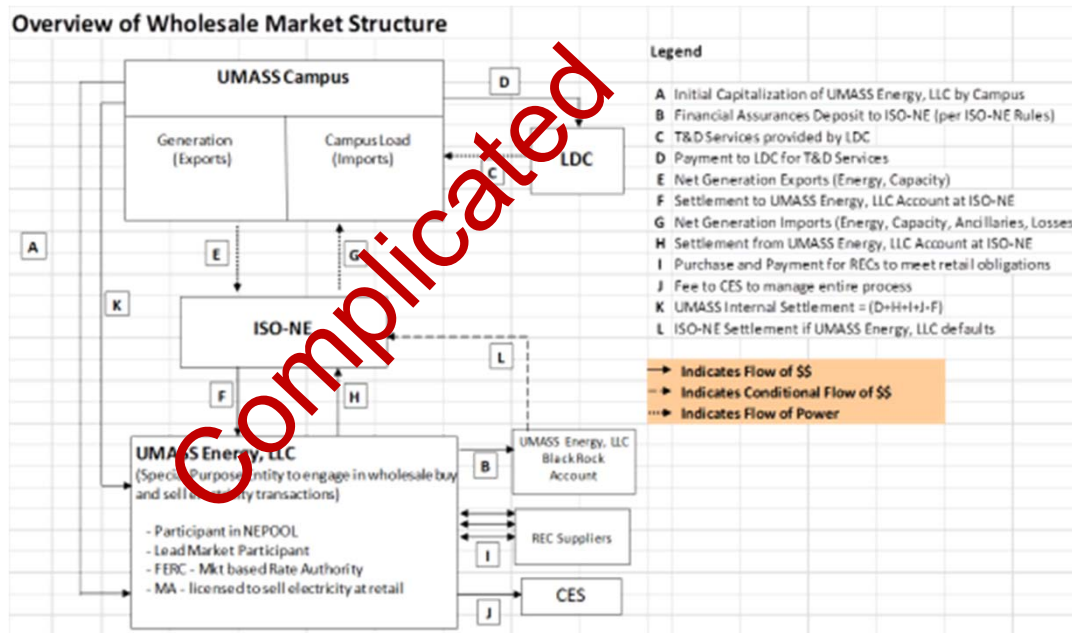 Overview of Wholesale Market Structure
UMASS Campus
Generation
(Exports)
Campus Load
(Imports)
D
LDC
C
A
E
G
K
ISO-NE
L
F
H
UMASS Energy, LLC
(Special Purpose Entity to engage in wholesale buy
and sell electricity transactions)
- Participant in NEPOOL
- Lead Market Participant
- FERC - Mkt based Rate Authority
- MA - licensed to sell electricity at retail
B
UMASS Energy, LLC
BlackRock
Account
REC Suppliers
I
CES
J
Complicated
Legend
A Initial Capitalization of UMASS Energy, LLC by Campus
B Financial Assurances Deposit to ISO-NE (per ISO-NE Rules)
C T&D Services provided by LDC
D Payment to LDC for T&D Services
E Net Generation Exports (Energy, Capacity)
F Settlement to UMASS Energy, LLC Account at ISO-NE
G Net Generation Imports (Energy, Capacity, Ancillaries, Losses
H Settlement from UMASS Energy, LLC Account at ISO-NE
I Purchase and Payment for RECs to meet retail obligations
J Fee to CES to manage entire process
K UMASS Internal Settlement = (D+H+I+J-F)
L ISO-NE Settlement if UMASS Energy, LLC defaults
Indicates Flow of $$
Indicates Conditional Flow of $$
Indicates Flow of Power